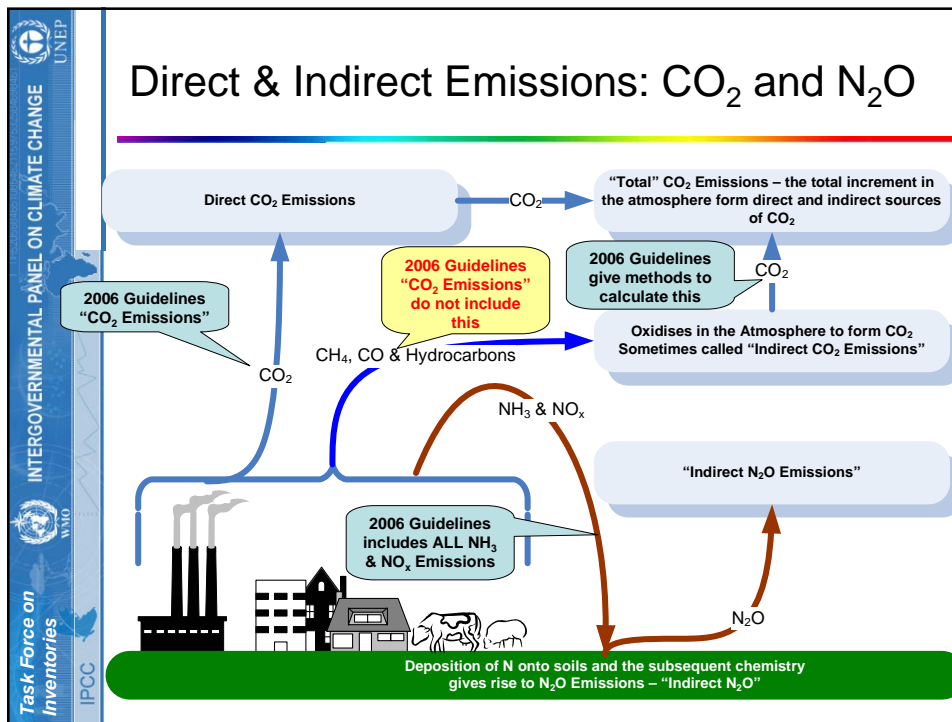 Direct & Indirect Emissions: CO₂ and N₂O
Direct CO₂ Emissions
CO₂
“Total” CO₂ Emissions – the total increment in
the atmosphere form direct and indirect sources
of CO₂
2006 Guidelines
“CO₂ Emissions”
CO₂
2006 Guidelines
“CO₂ Emissions”
do not include
this
2006 Guidelines
give methods to
calculate this
CO₂
CH₄, CO & Hydrocarbons
Oxidises in the Atmosphere to form CO₂
Sometimes called “Indirect CO₂ Emissions”
NH₃ & NOₓ
“Indirect N₂O Emissions”
2006 Guidelines
includes ALL NH₃
& NOₓ Emissions
N₂O
Deposition of N onto soils and the subsequent chemistry
gives rise to N₂O Emissions – “Indirect N₂O”
UNEP
INTERGOVERNMENTAL PANEL ON CLIMATE CHANGE
WMO
Task Force on
Inventories
IPCC